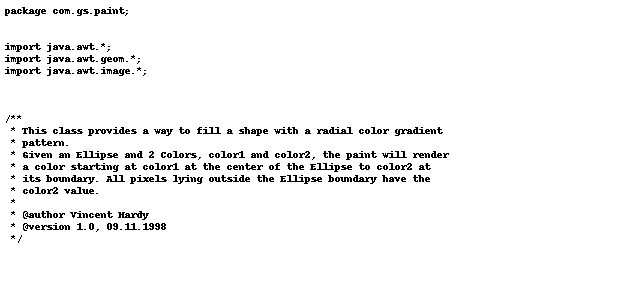 package com.gs.paint;
import java.awt.*;
import java.awt.geom.*;
import java.awt.image.*;
/**
* This class provides a way to fill a shape with a radial color gradient
* pattern.
* Given an Ellipse and 2 Colors, color1 and color2, the paint will render
* a color starting at color1 at the center of the Ellipse to color2 at
* its boundary. All pixels lying outside the Ellipse boundary have the
* color2 value.
*
* @author Vincent Hardy
* @version 1.0, 09.11.1998
*/